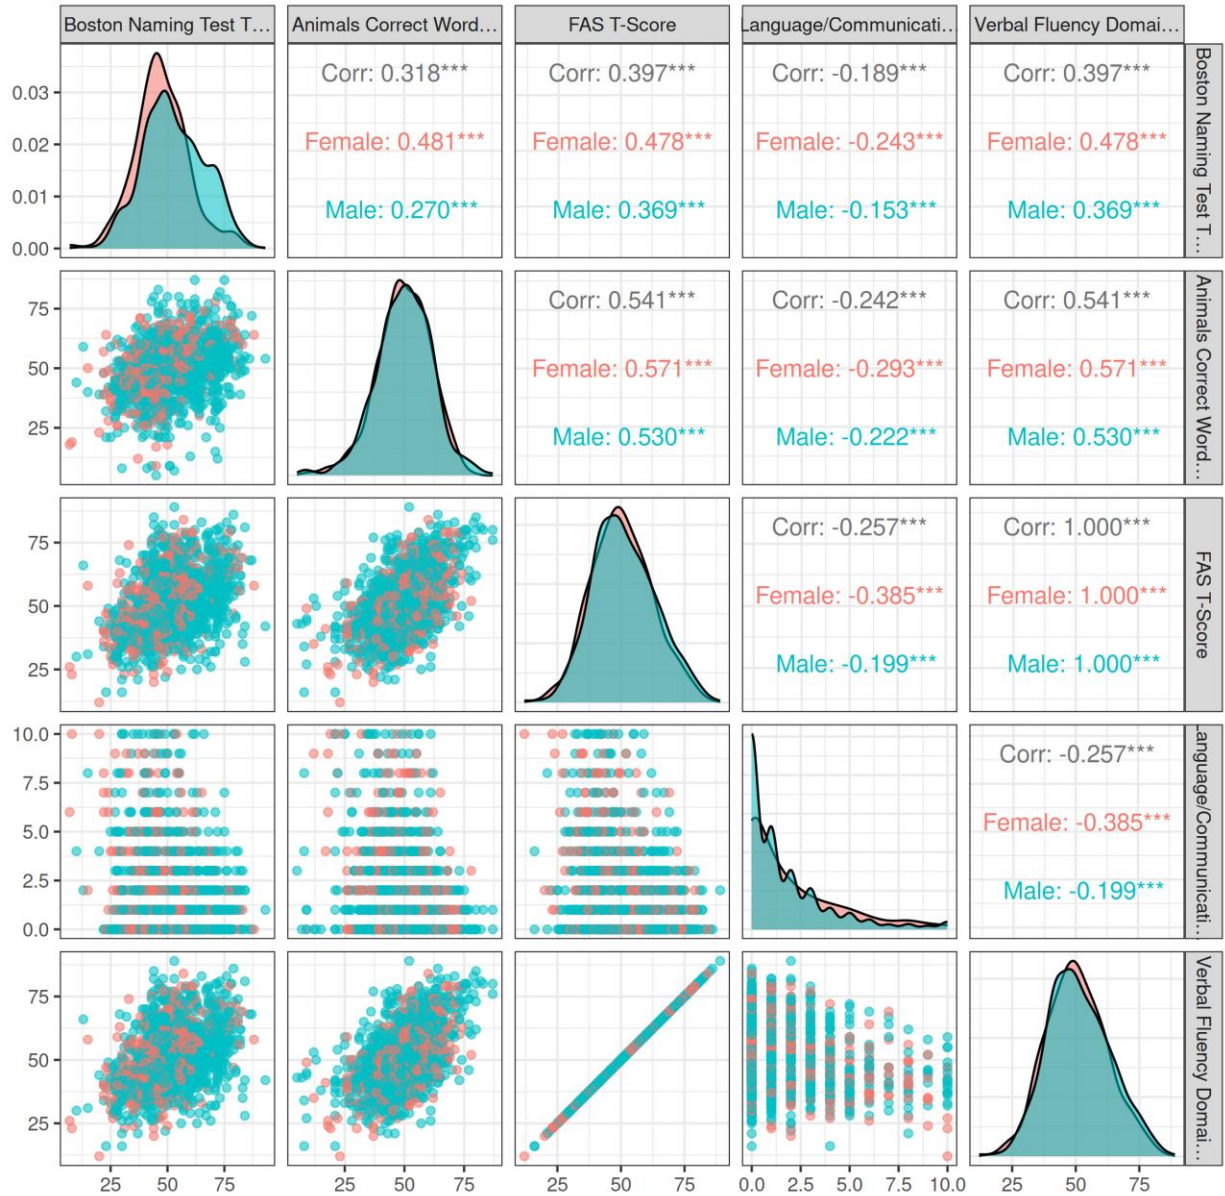 Boston Naming Test T…
Animals Correct Word…
FAS T-Score
Language/Communicati…
Verbal Fluency Domai…
0.03
0.02
0.01
0.00
Corr: 0.318***
Female: 0.481***
Male: 0.270***
Corr: 0.397***
Female: 0.478***
Male: 0.369***
Corr: -0.189***
Female: -0.243***
Male: -0.153***
Corr: 0.397***
Female: 0.478***
Male: 0.369***
Boston Naming Test T…
75
50
25
Corr: 0.541***
Female: 0.571***
Male: 0.530***
Corr: -0.242***
Female: -0.293***
Male: -0.222***
Corr: 0.541***
Female: 0.571***
Male: 0.530***
Animals Correct Word…
75
50
25
Corr: -0.257***
Female: -0.385***
Male: -0.199***
Corr: 1.000***
Female: 1.000***
Male: 1.000***
FAS T-Score
10.0
7.5
5.0
2.5
0.0
Corr: -0.257***
Female: -0.385***
Male: -0.199***
Language/Communicati…
75
50
25
Verbal Fluency Domai…
25 50 75
25 50 75
25 50 75
0.0 2.5 5.0 7.5 10.0
25 50 75